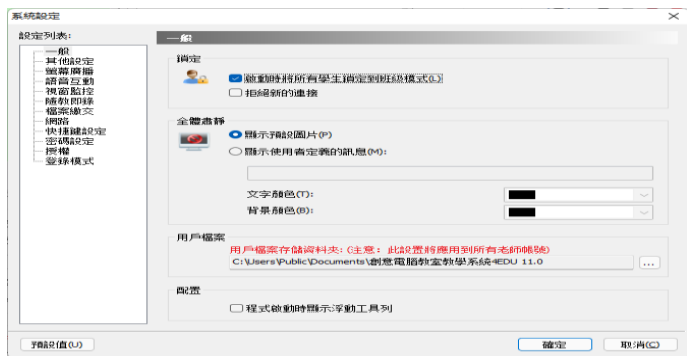 系統設定
設定列表:
一般
其他設定
螢幕廣播
語音互動
視窗監控
隨教即錄
檔案繳交
網路
快捷鍵設定
密碼設定
授權
登錄模式
一般
鎖定
啟動時將所有學生鎖定到班級模式(L)
拒絕新的連接
全體肅靜
顯示預設圖片(P)
顯示使用者定義的訊息(M):
文字顏色(T):
背景顏色(B):
用戶檔案
用戶檔案存儲資料夾: (注意: 此設置將應用到所有老師帳號)
C:\Users\Public\Documents\創意電腦教室教學系統4EDU 11.0
...
配置
程式啟動時顯示浮動工具列
預設值(U)
確定
取消(C)